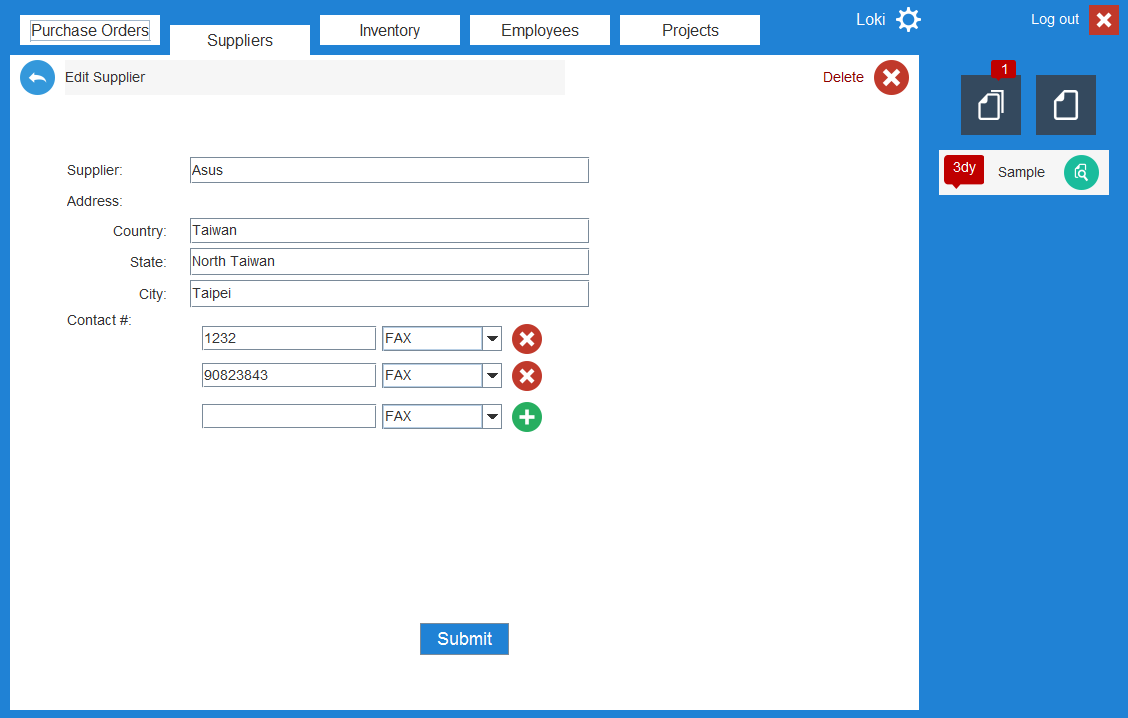 Purchase Orders
Suppliers
Inventory
Employees
Projects
Loki
Log out
Edit Supplier
Delete
1
3dy
Sample
Supplier:
Asus
Address:
Country:
Taiwan
State:
North Taiwan
City:
Taipei
Contact #:
1232
FAX
90823843
FAX
FAX
Submit